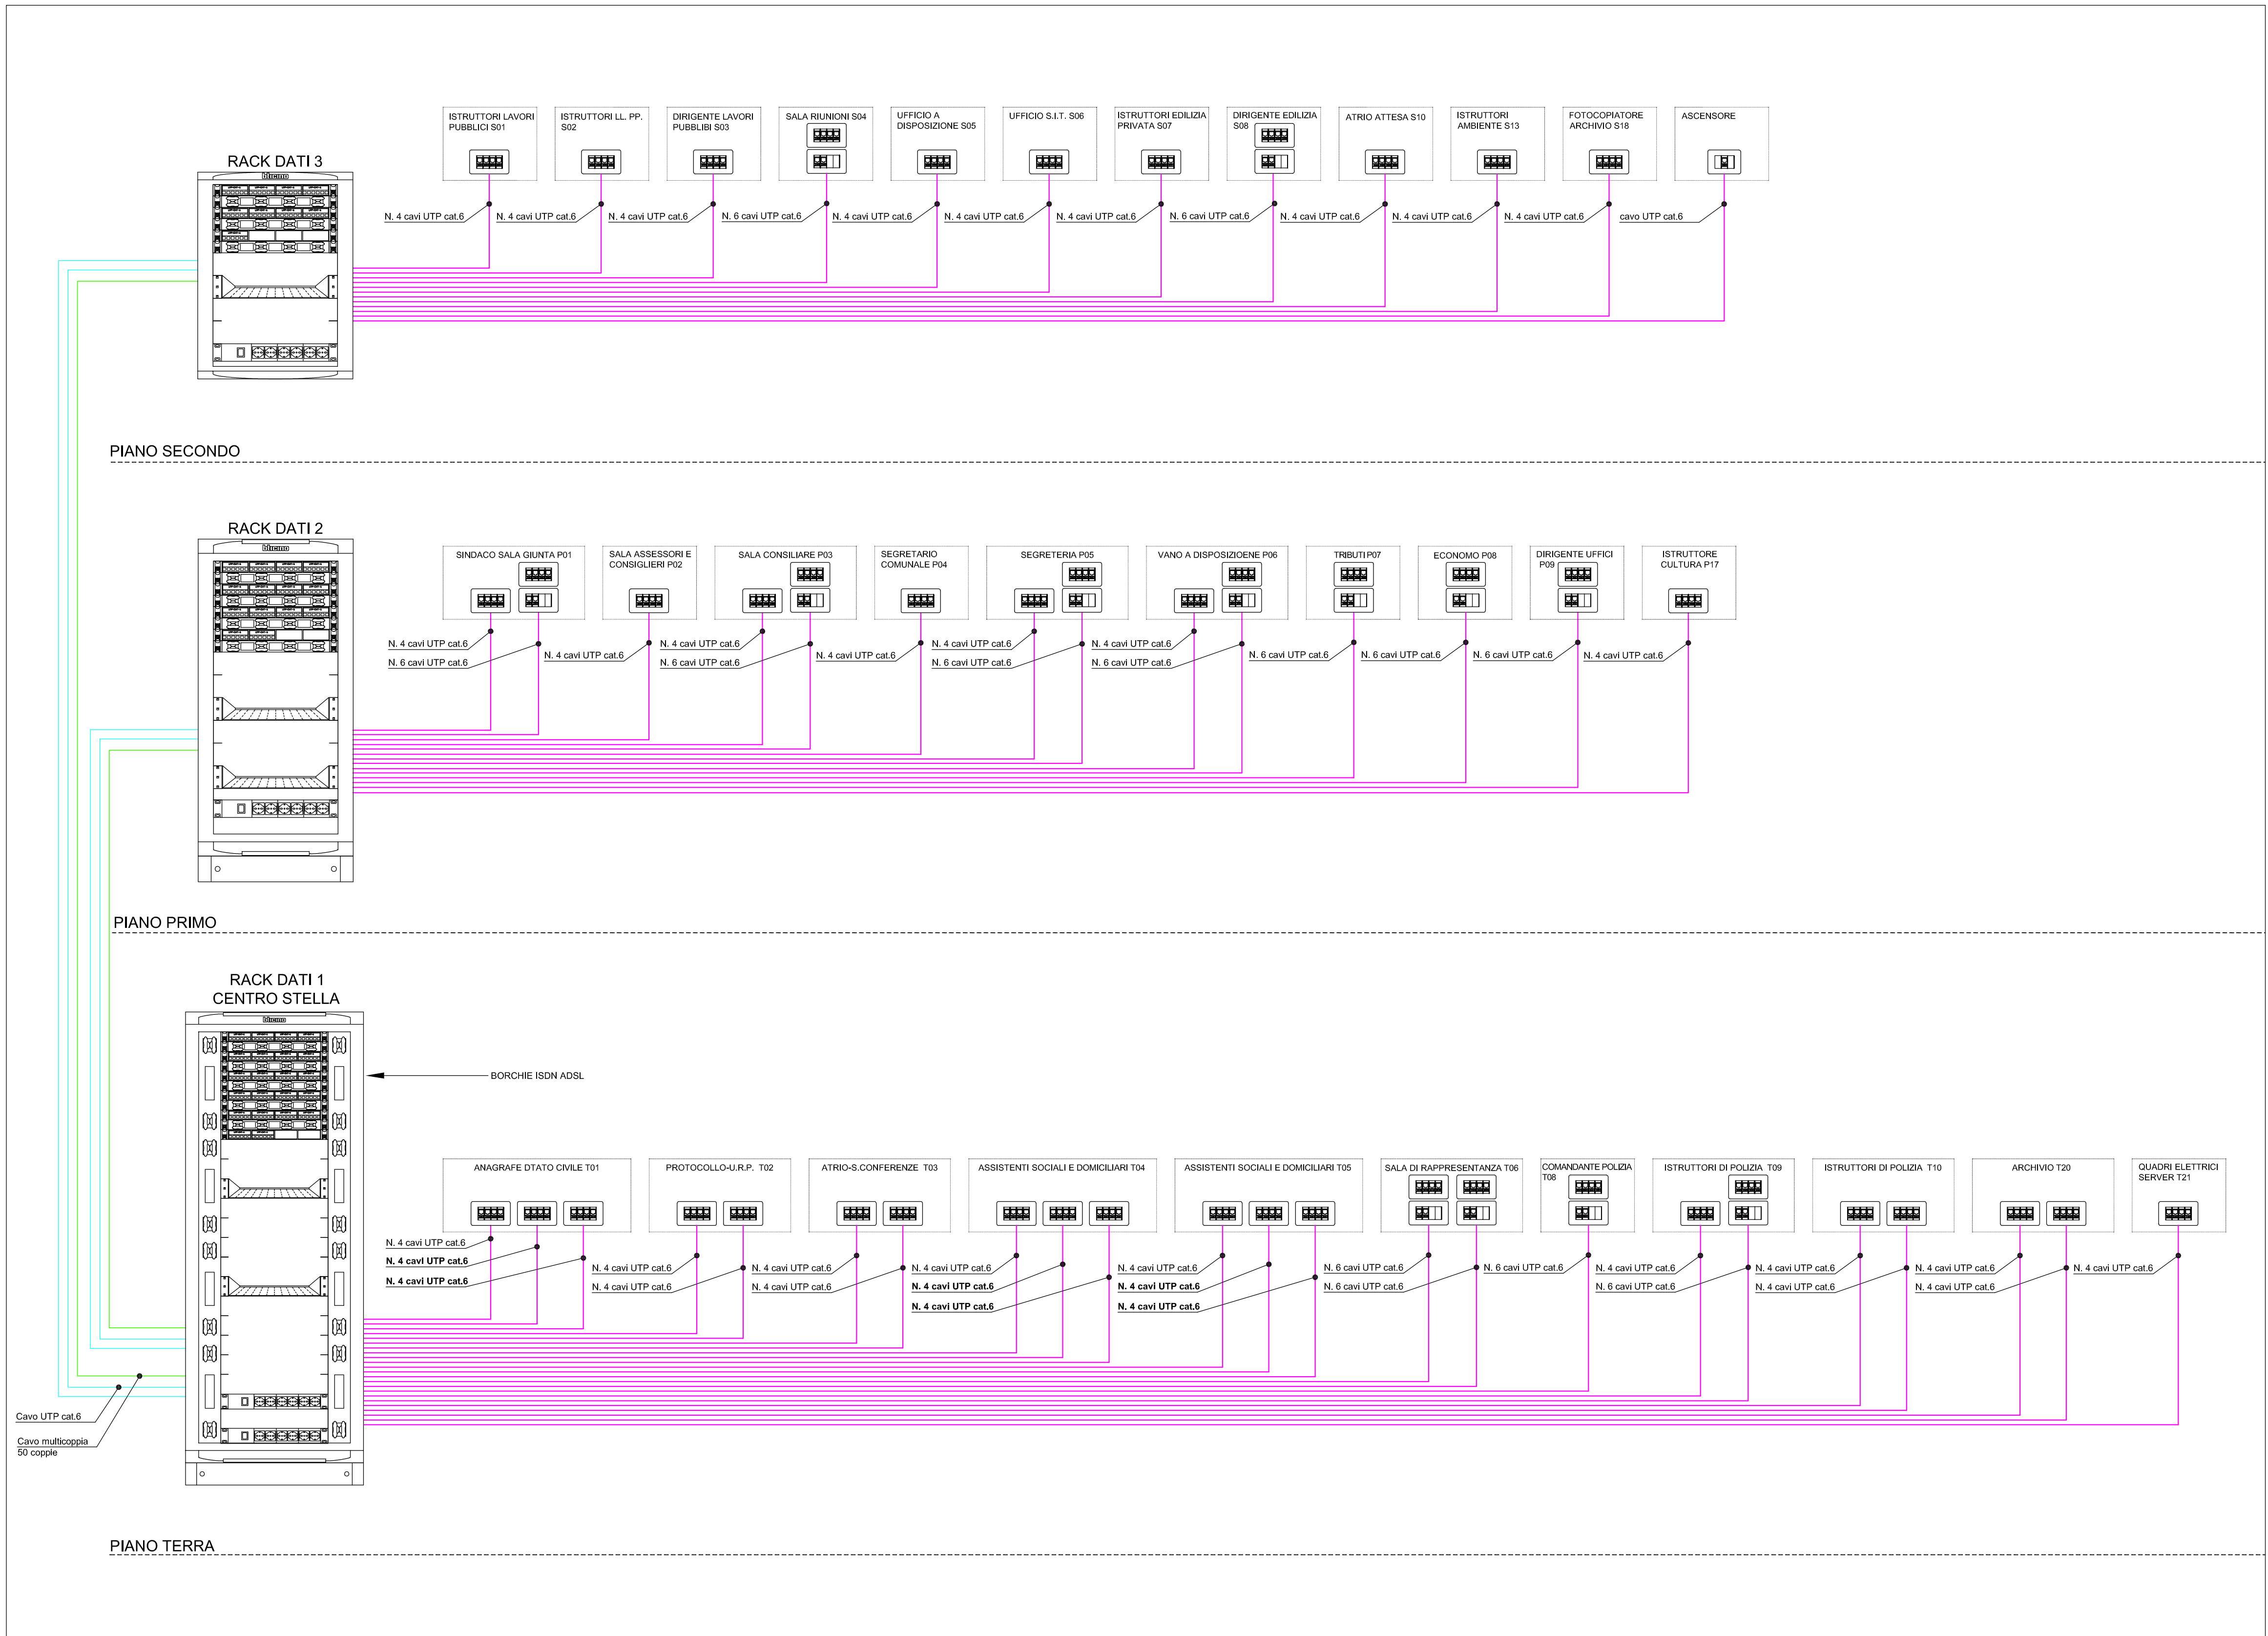 ISTRUTTORI LAVORI
PUBBLICI S01
ISTRUTTORI LL. PP.
S02
DIRIGENTE LAVORI
PUBBLIBI S03
SALA RIUNIONI S04
UFFICIO A
DISPOSIZIONE S05
UFFICIO S.I.T. S06
ISTRUTTORI EDILIZIA
PRIVATA S07
DIRIGENTE EDILIZIA
S08
ATRIO ATTESA S10
ISTRUTTORI
AMBIENTE S13
FOTOCOPIATORE
ARCHIVIO S18
ASCENSORE
RACK DATI 3
bticino
N. 4 cavi UTP cat.6
N. 4 cavi UTP cat.6
N. 4 cavi UTP cat.6
N. 6 cavi UTP cat.6
N. 4 cavi UTP cat.6
N. 4 cavi UTP cat.6
N. 4 cavi UTP cat.6
N. 6 cavi UTP cat.6
N. 4 cavi UTP cat.6
N. 4 cavi UTP cat.6
N. 4 cavi UTP cat.6
cavo UTP cat.6
PIANO SECONDO
RACK DATI 2
bticino
SINDACO SALA GIUNTA P01
SALA ASSESSORI E
CONSIGLIERI P02
SALA CONSILIARE P03
SEGRETARIO
COMUNALE P04
SEGRETERIA P05
VANO A DISPOSIZIOENE P06
TRIBUTI P07
ECONOMO P08
DIRIGENTE UFFICI
P09
ISTRUTTORE
CULTURA P17
N. 4 cavi UTP cat.6
N. 6 cavi UTP cat.6
N. 4 cavi UTP cat.6
N. 4 cavi UTP cat.6
N. 6 cavi UTP cat.6
N. 4 cavi UTP cat.6
N. 4 cavi UTP cat.6
N. 6 cavi UTP cat.6
N. 4 cavi UTP cat.6
N. 6 cavi UTP cat.6
N. 6 cavi UTP cat.6
N. 6 cavi UTP cat.6
N. 6 cavi UTP cat.6
N. 4 cavi UTP cat.6
PIANO PRIMO
RACK DATI 1
CENTRO STELLA
bticino
BORCHIE ISDN ADSL
ANAGRAFE DTATO CIVILE T01
PROTOCOLLO-U.R.P. T02
ATRIO-S.CONFERENZE T03
ASSISTENTI SOCIALI E DOMICILIARI T04
ASSISTENTI SOCIALI E DOMICILIARI T05
SALA DI RAPPRESENTANZA T06
COMANDANTE POLIZIA
T08
ISTRUTTORI DI POLIZIA T09
ISTRUTTORI DI POLIZIA T10
ARCHIVIO T20
QUADRI ELETTRICI
SERVER T21
N. 4 cavi UTP cat.6
N. 4 cavi UTP cat.6
N. 4 cavi UTP cat.6
N. 4 cavi UTP cat.6
N. 4 cavi UTP cat.6
N. 4 cavi UTP cat.6
N. 4 cavi UTP cat.6
N. 4 cavi UTP cat.6
N. 4 cavi UTP cat.6
N. 4 cavi UTP cat.6
N. 4 cavi UTP cat.6
N. 4 cavi UTP cat.6
N. 4 cavi UTP cat.6
N. 6 cavi UTP cat.6
N. 6 cavi UTP cat.6
N. 6 cavi UTP cat.6
N. 4 cavi UTP cat.6
N. 6 cavi UTP cat.6
N. 4 cavi UTP cat.6
N. 4 cavi UTP cat.6
N. 4 cavi UTP cat.6
N. 4 cavi UTP cat.6
N. 4 cavi UTP cat.6
Cavo UTP cat.6
Cavo multicoppia
50 coppie
PIANO TERRA